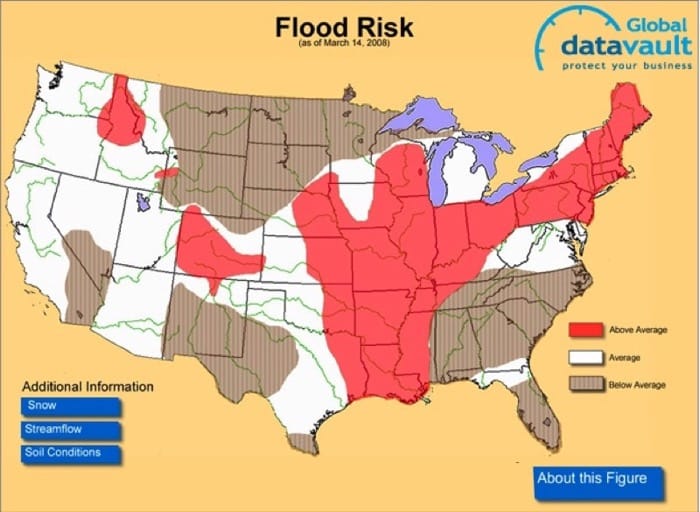 Flood Risk
(as of March 14, 2008)
Global
datavault
protect your business
Above Average
Average
Below Average
Additional Information
Snow
Streamflow
Soil Conditions
About this Figure